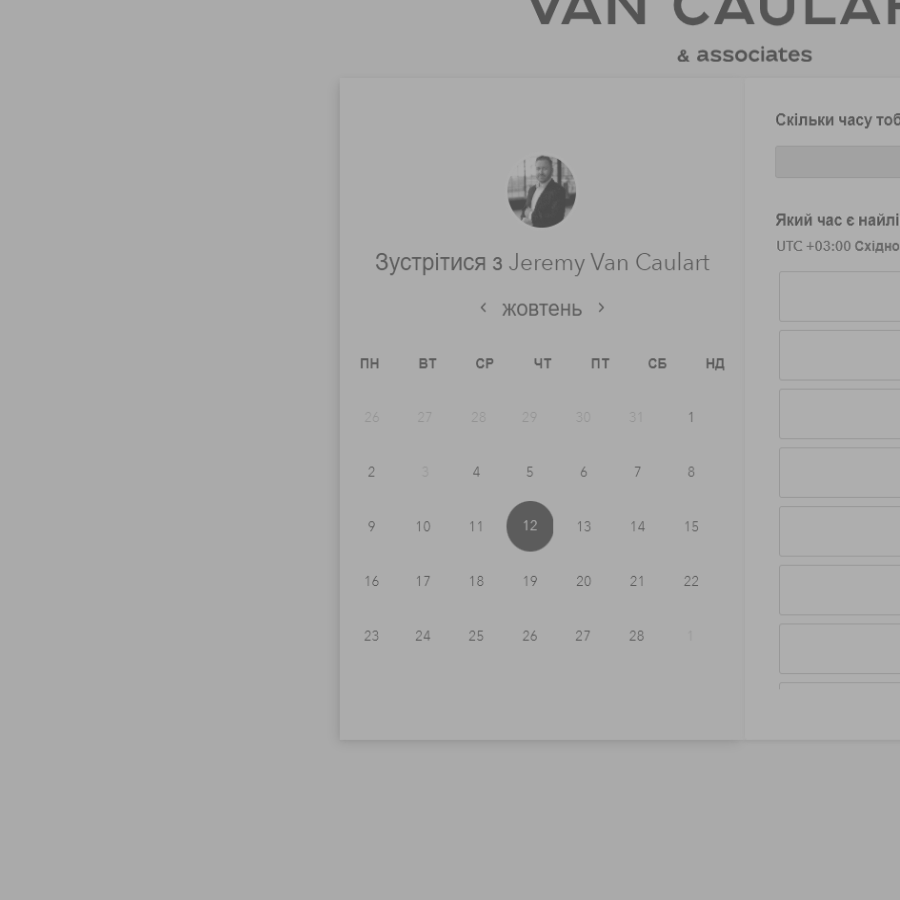 VAN CAULAR
& associates
Скільки часу тоб
Який час є найлі
UTC +03:00 Східно
Зустрітися з Jeremy Van Caulart
‹ жовтень ›
ПН ВТ СР ЧТ ПТ СБ НД
26 27 28 29 30 31 1
2 3 4 5 6 7 8
9 10 11 12 13 14 15
16 17 18 19 20 21 22
23 24 25 26 27 28 1